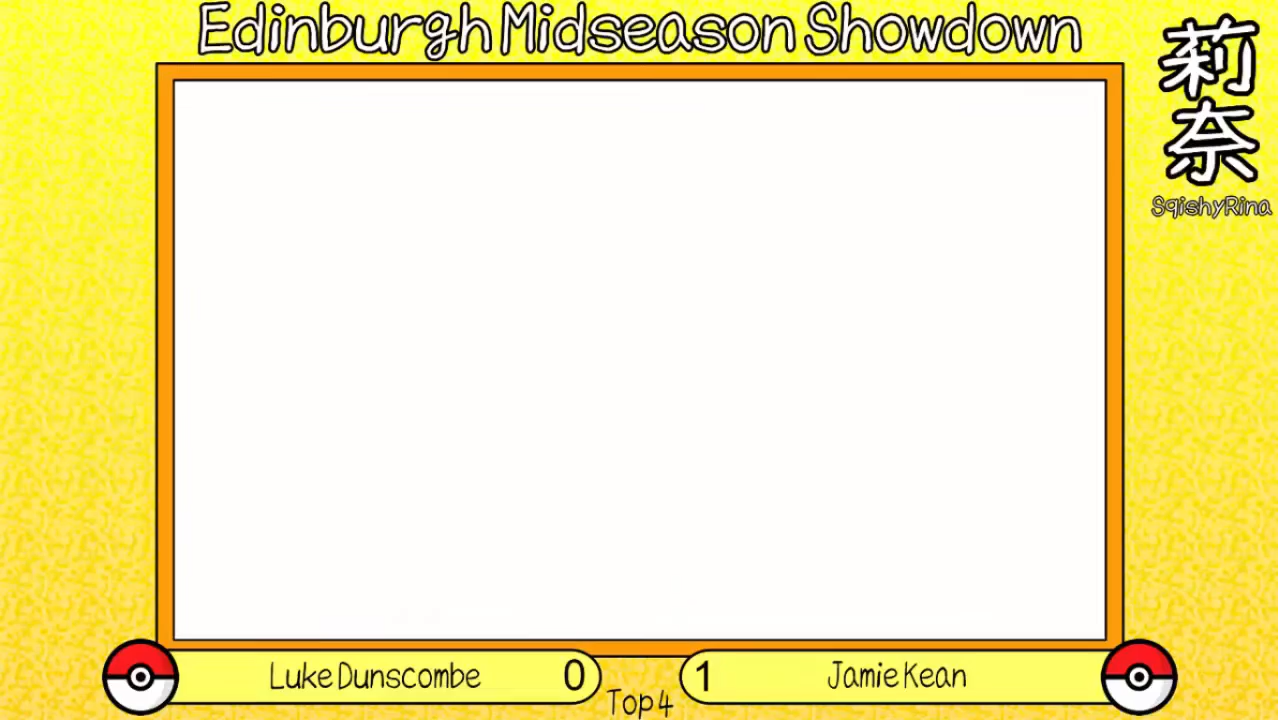 Edinburgh Midseason Showdown
莉奈
SqishyRina
Luke Dunscombe 0
1 Jamie Kean
Top 4